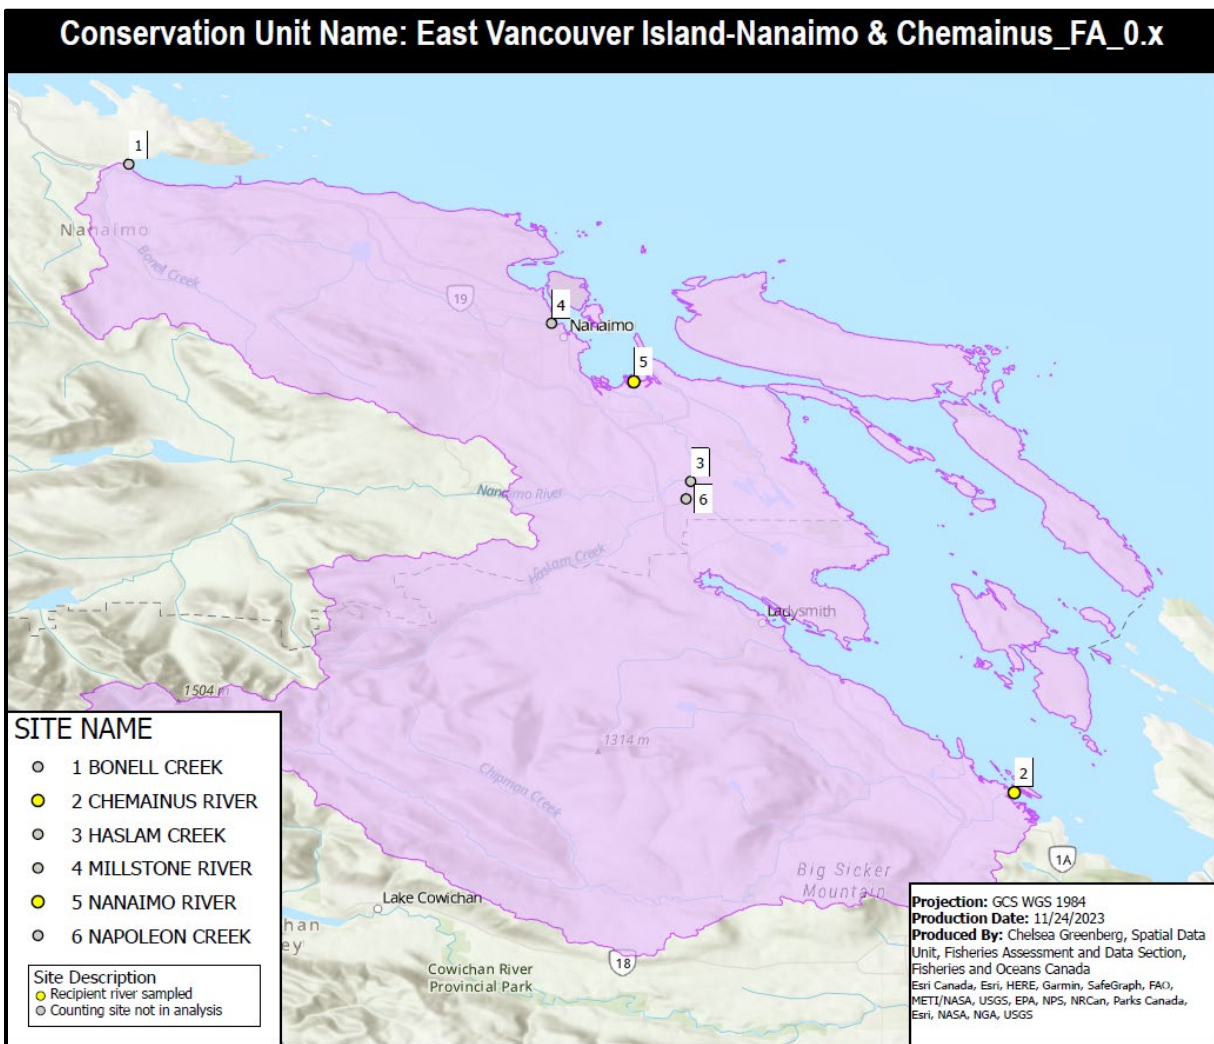 Conservation Unit Name: East Vancouver Island-Nanaimo & Chemainus_FA_0.x
1
Nanaimo
Bonell Creek
19
4
Nanaimo
5
3
Nanaimo River
6
Haslam Creek
Ladysmith
1504 m
1314 m
Chipman Creek
2
1A
Big Sicker
Mountain
Lake Cowichan
han
ey
Cowichan River
Provincial Park
18
SITE NAME
1 BONELL CREEK
2 CHEMAINUS RIVER
3 HASLAM CREEK
4 MILLSTONE RIVER
5 NANAIMO RIVER
6 NAPOLEON CREEK
Site Description
Recipient river sampled
Counting site not in analysis
Projection: GCS WGS 1984
Production Date: 11/24/2023
Produced By: Chelsea Greenberg, Spatial Data
Unit, Fisheries Assessment and Data Section,
Fisheries and Oceans Canada
Esri Canada, Esri, HERE, Garmin, SafeGraph, FAO,
METI/NASA, USGS, EPA, NPS, NRCan, Parks Canada,
Esri, NASA, NGA, USGS